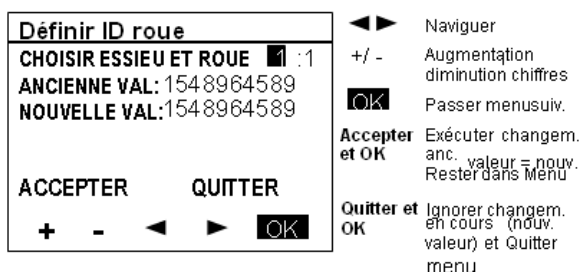 Définir ID roue
CHOISIR ESSIEU ET ROUE 1 :1
ANCIENNE VAL:1548964589
NOUVELLE VAL:1548964589
ACCEPTER QUITTER
+ - ◄ ► OK
◄► Naviguer
+/ - Augmentation
diminution chiffres
OK Passer menusuiv.
Accepter et OK Exécuter changem.
anc. valeur = nouv.
Rester dans Menu
Quitter et OK Ignorer changem.
en cours (nouv.
valeur) et Quitter
menu